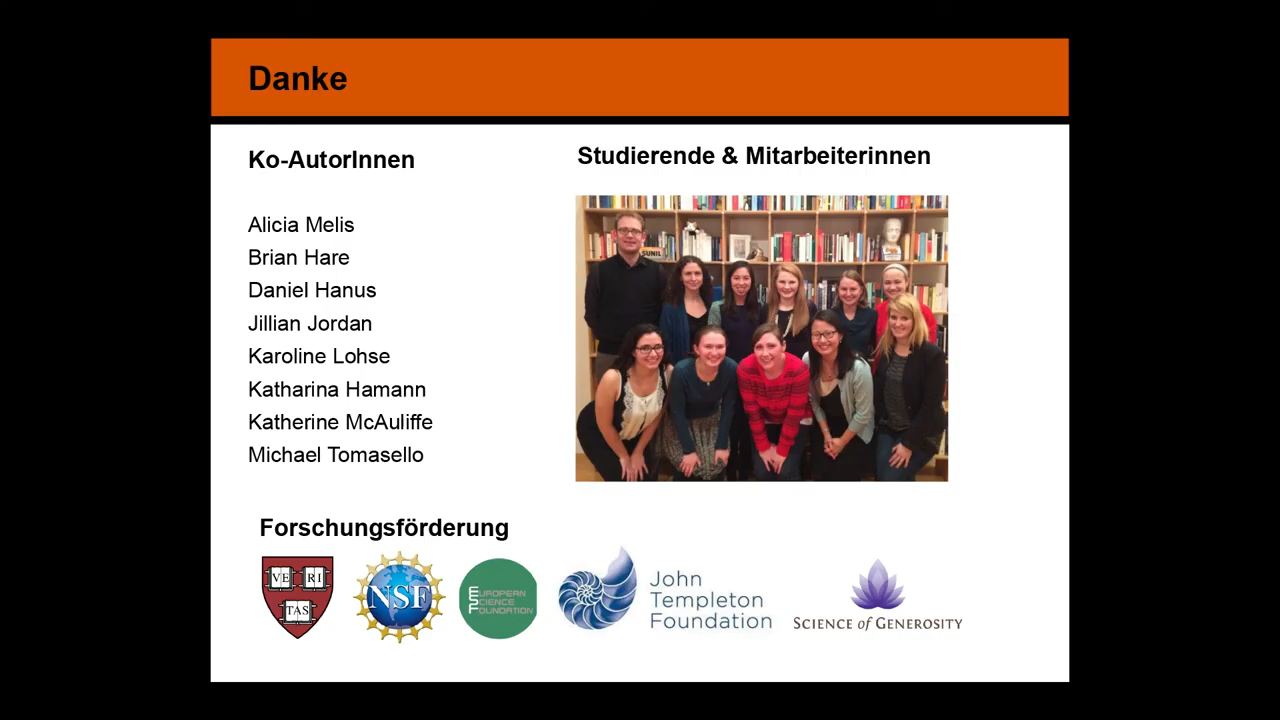 Danke
Ko-AutorInnen
Alicia Melis
Brian Hare
Daniel Hanus
Jillian Jordan
Karoline Lohse
Katharina Hamann
Katherine McAuliffe
Michael Tomasello
Studierende & Mitarbeiterinnen
SUNIL
Forschungsförderung
VE RI
TAS
NSF
EUROPEAN
SCIENCE
FOUNDATION
John
Templeton
Foundation
SCIENCE of GENEROSITY